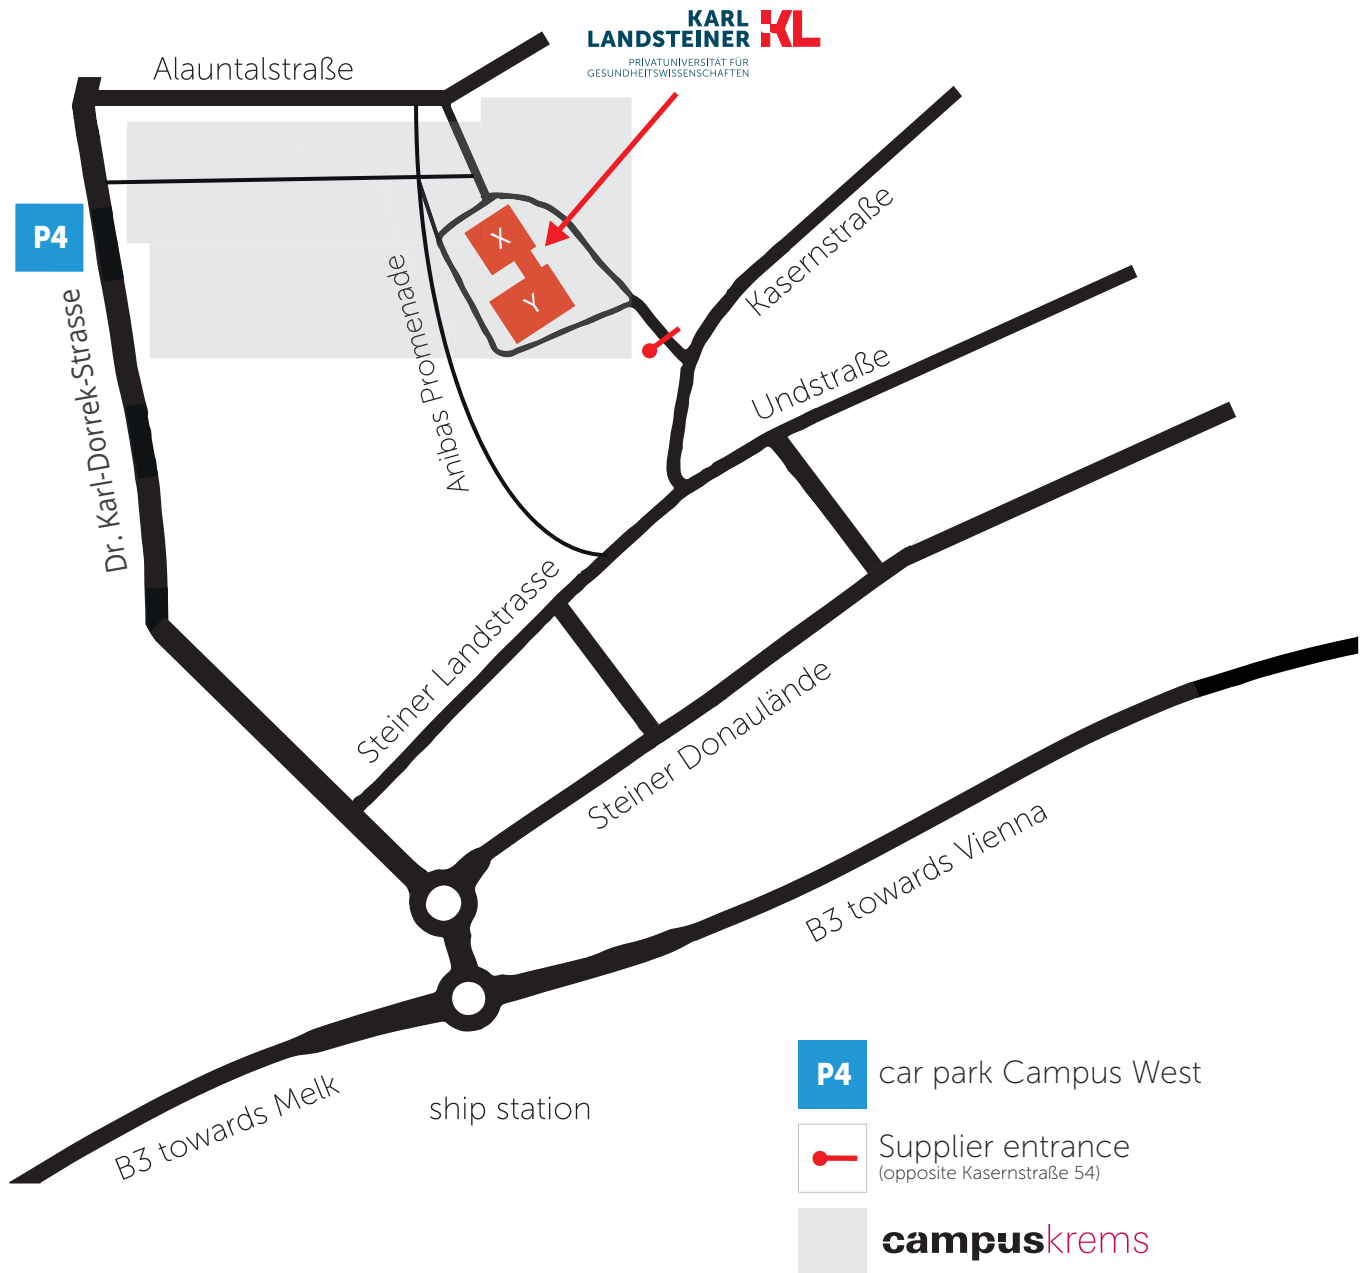 KARL
LANDSTEINER KL
PRIVATUNIVERSITÄT FÜR
GESUNDHEITSWISSENSCHAFTEN
Alauntalstraße
P4
X
Y
Kasernstraße
Anibas Promenade
Dr. Karl-Dorrek-Strasse
Undstraße
Steiner Landstrasse
Steiner Donaulände
B3 towards Vienna
B3 towards Melk
ship station
P4 car park Campus West
Supplier entrance
(opposite Kasernstraße 54)
campuskrems